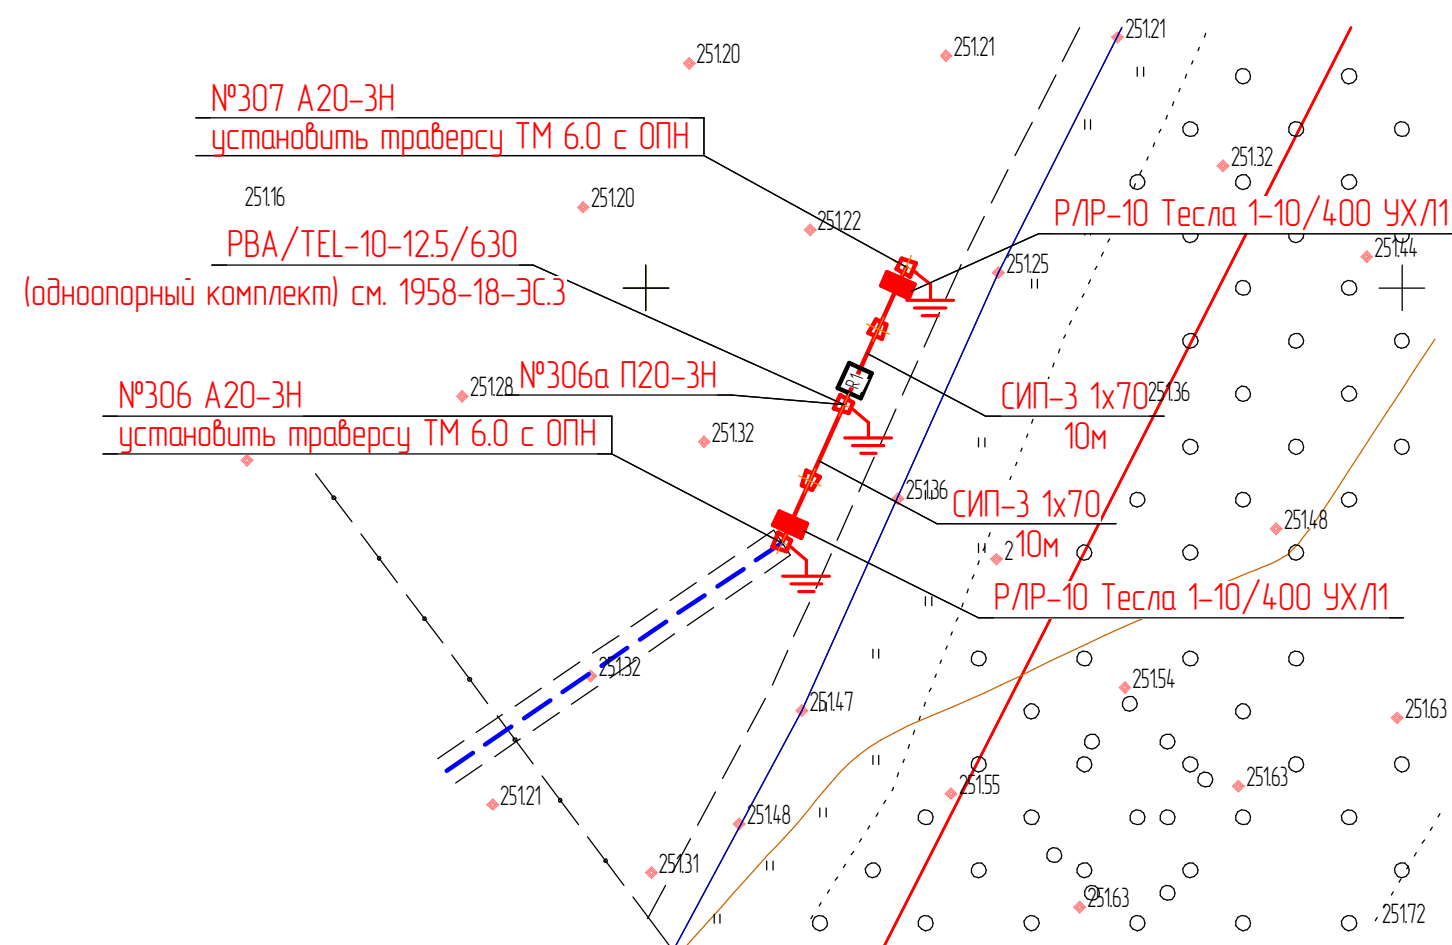 251.21
251.20
251.21
№307 А20-3Н
установить траверсу ТМ 6.0 с ОПН
251.32
251.16
251.20
251.22
РЛР-10 Тесла 1-10/400 УХЛ1
РВА/TEL-10-12.5/630
251.44
251.25
(одноопорный комплект) см. 1958-18-ЭС.3
R1
№306а П20-3Н
251.28
№306 А20-3Н
СИП-3 1х70
251.36
10м
установить траверсу ТМ 6.0 с ОПН
251.32
251.36
СИП-3 1х70
10м
251.48
2
РЛР-10 Тесла 1-10/400 УХЛ1
251.32
251.54
251.47
251.63
251.21
251.55
251.63
251.48
251.31
251.63
251.72